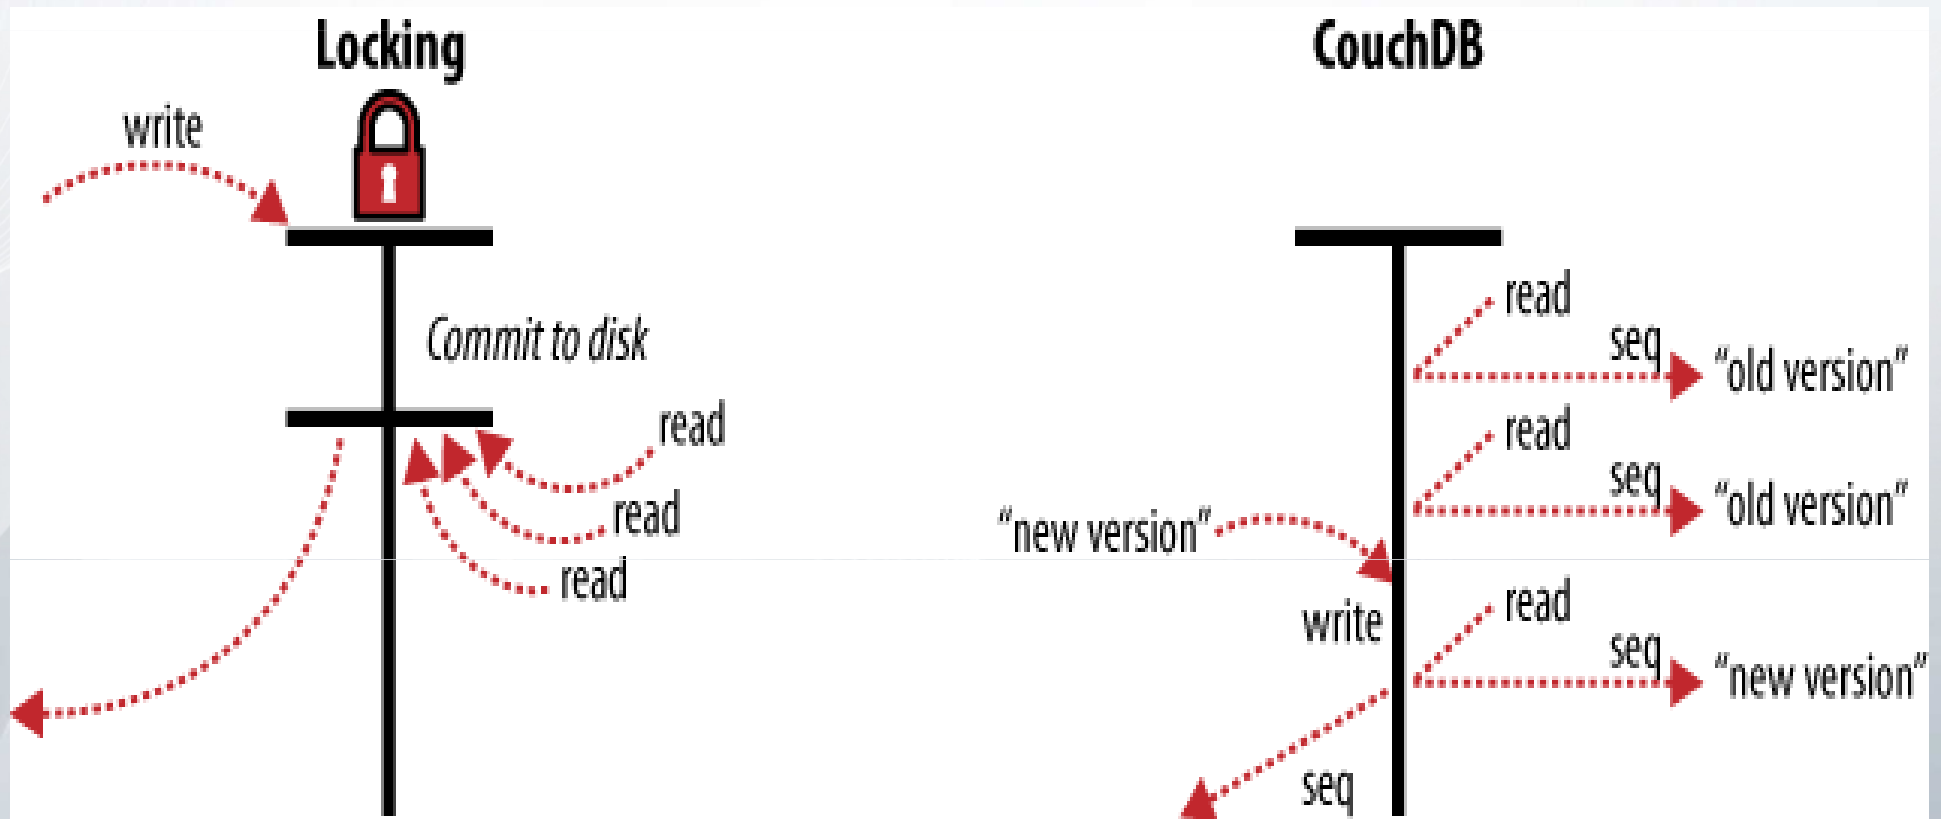 Locking
write
Commit to disk
read
read
read
CouchDB
read
seq
“old version”
read
seq
“old version”
“new version”
write
read
seq
“new version”
seq